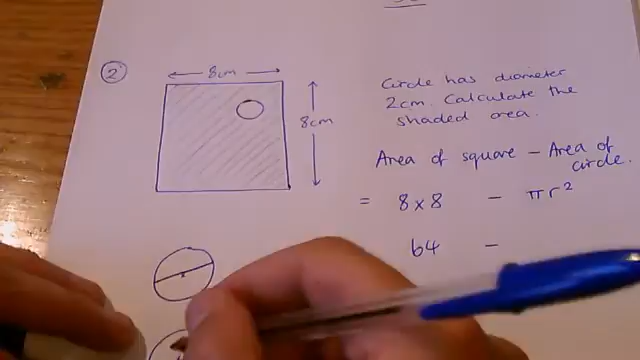 2
8cm
8cm
Circle has diameter
2cm. Calculate the
shaded area.
Area of square - Area of
circle.
= 8 x 8 - πr²
64 -